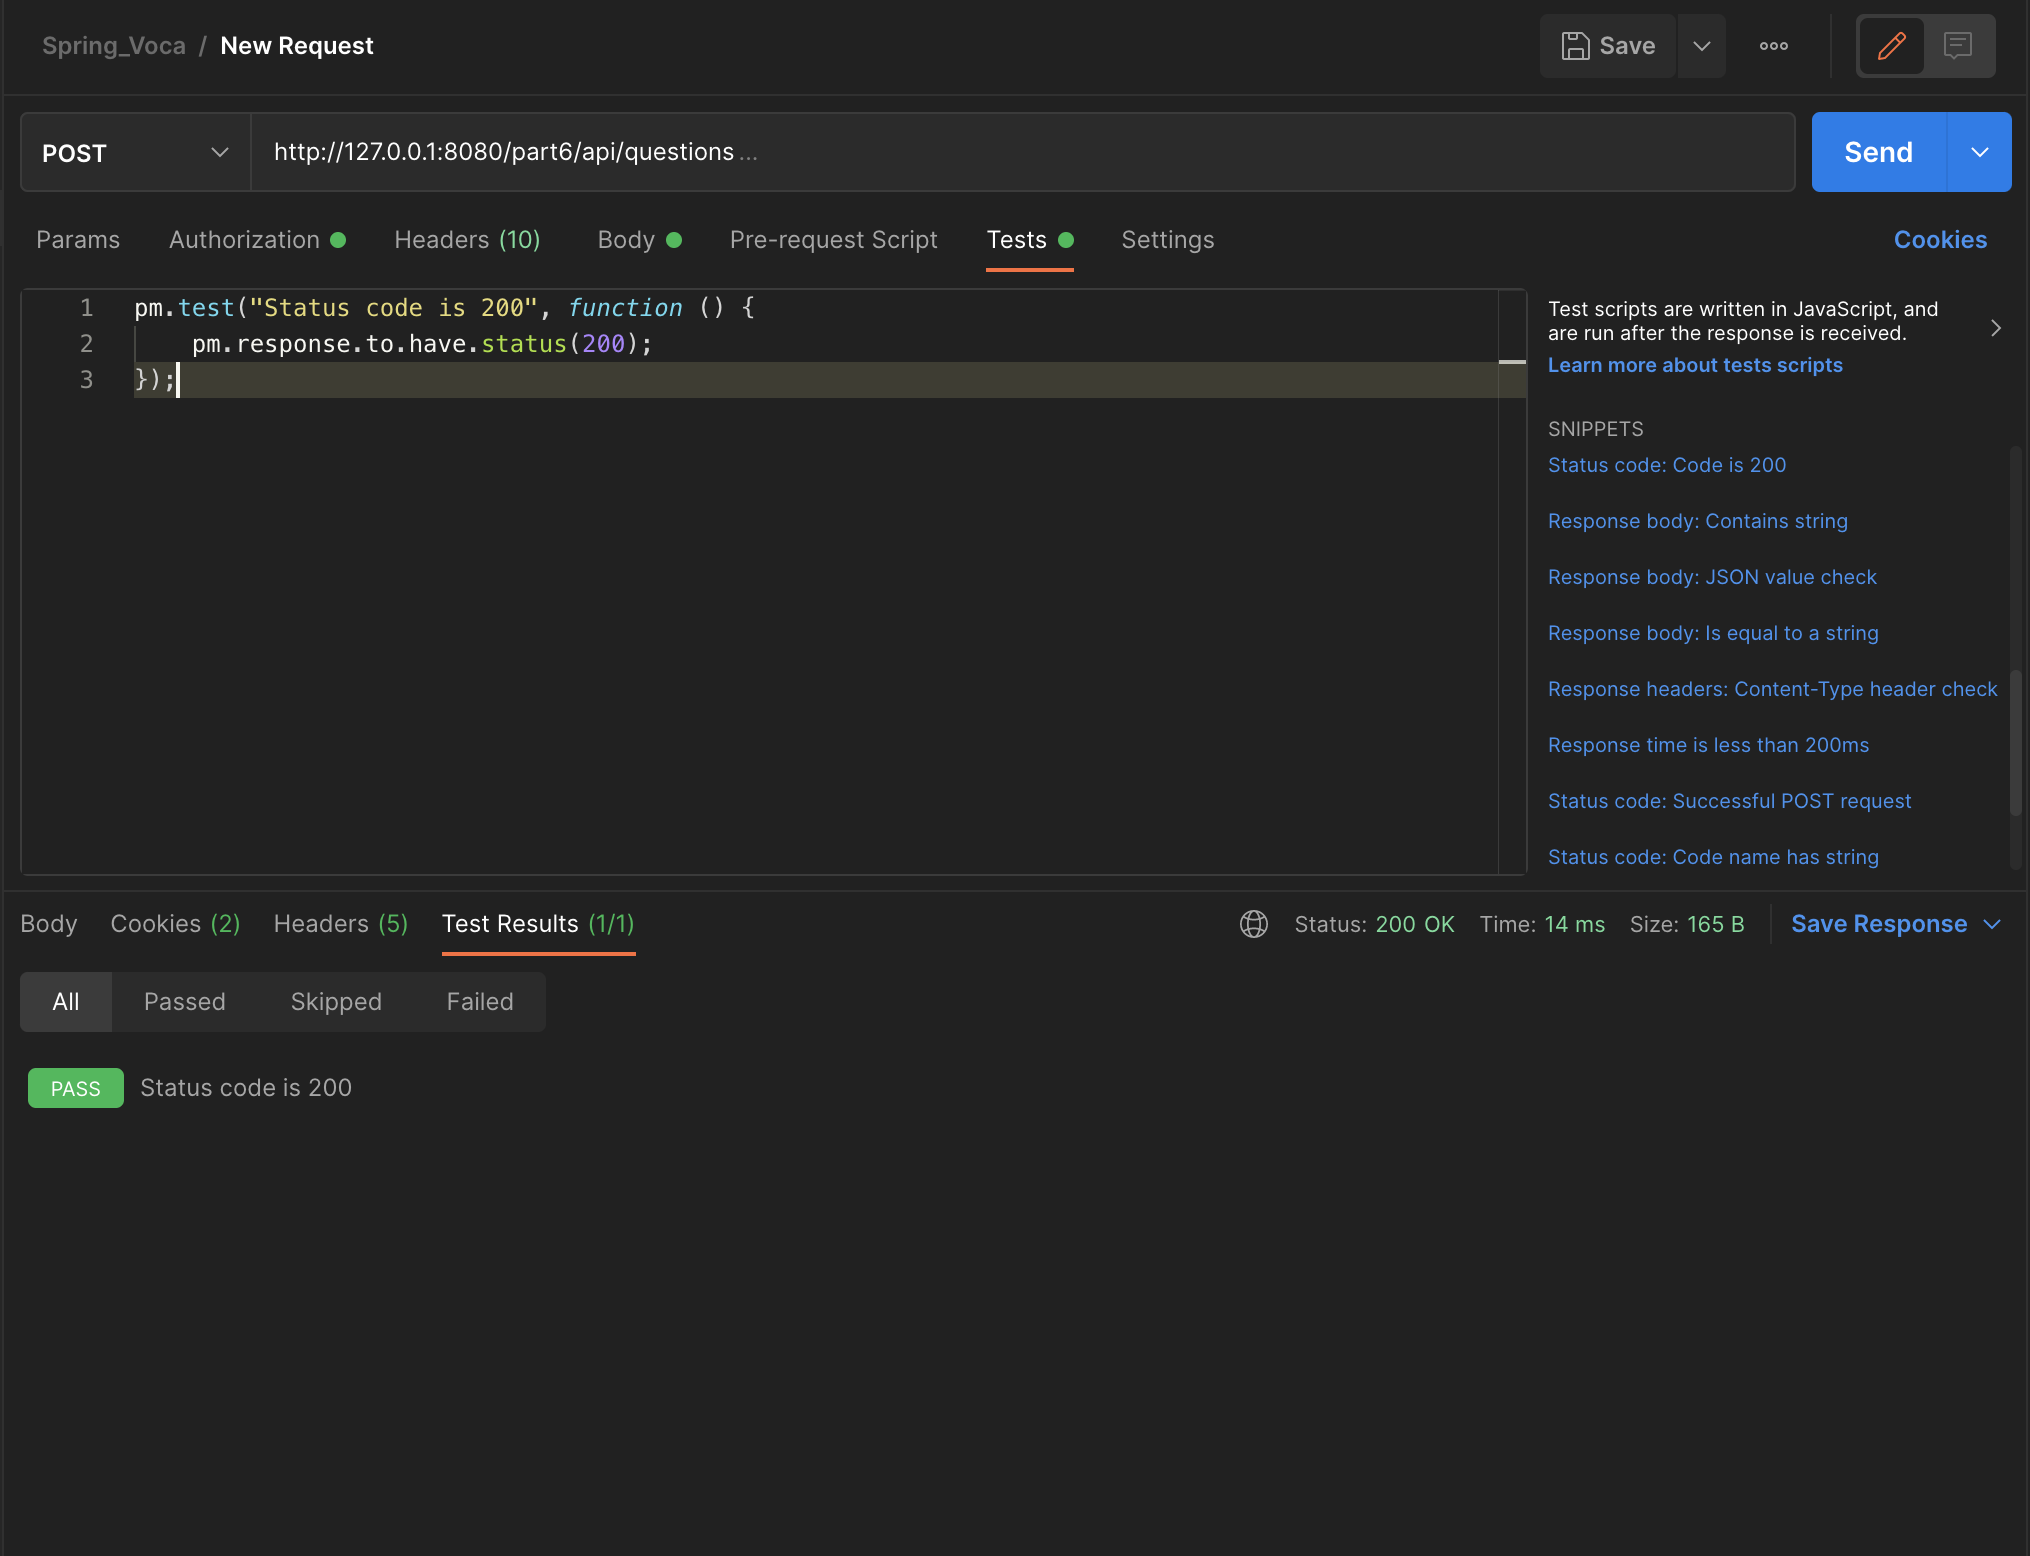 Spring_Voca / New Request
Save
POST
http://127.0.0.1:8080/part6/api/questions...
Send
Params
Authorization
Headers (10)
Body
Pre-request Script
Tests
Settings
Cookies
1 pm.test("Status code is 200", function () {
2     pm.response.to.have.status(200);
3 });
Test scripts are written in JavaScript, and
are run after the response is received.
Learn more about tests scripts
SNIPPETS
Status code: Code is 200
Response body: Contains string
Response body: JSON value check
Response body: Is equal to a string
Response headers: Content-Type header check
Response time is less than 200ms
Status code: Successful POST request
Status code: Code name has string
Body
Cookies (2)
Headers (5)
Test Results (1/1)
Status: 200 OK
Time: 14 ms
Size: 165 B
Save Response
All
Passed
Skipped
Failed
PASS
Status code is 200